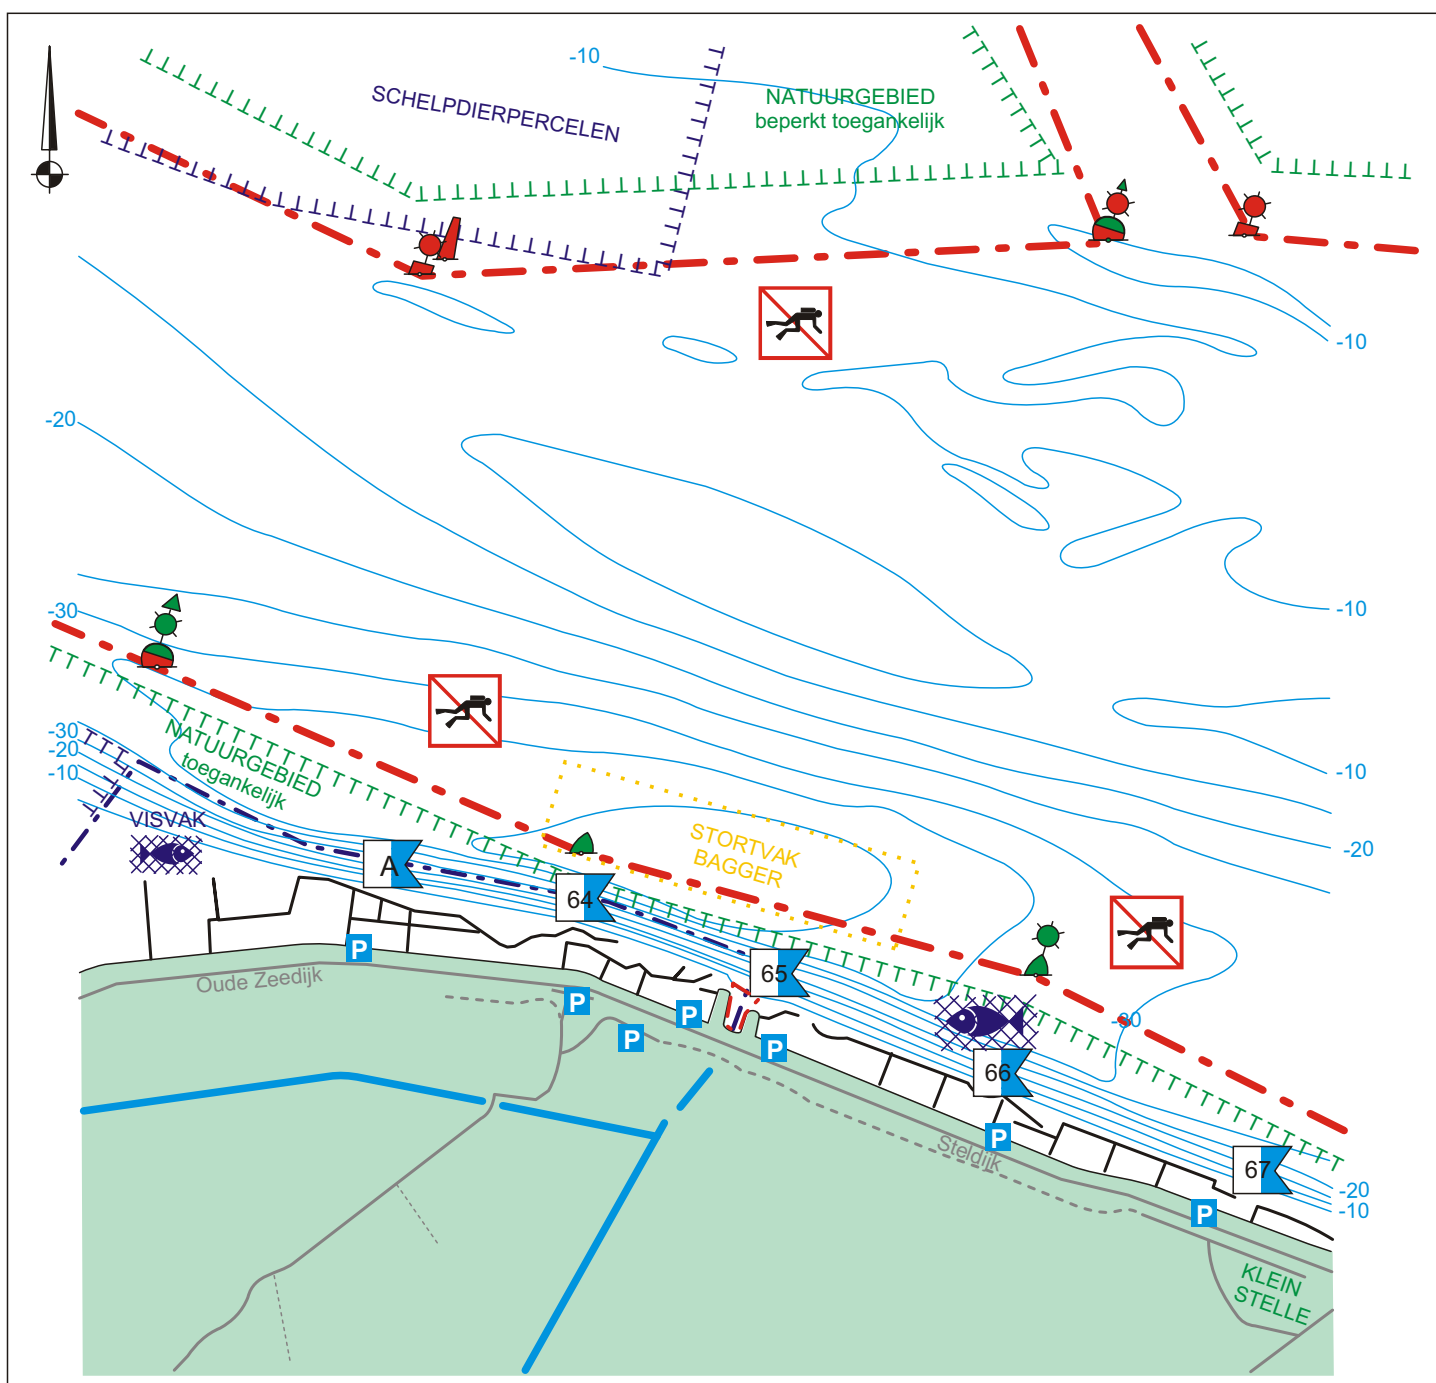 -10
SCHELPDIERPERCELEN
NATUURGEBIED
beperkt toegankelijk
-10
-20
-10
-30
NATUURGEBIED
toegankelijk
-30
-20
-10
-10
VISVAK
STORTVAK
BAGGER
-20
A
64
65
P
Oude Zeedijk
P
P
P
P
-30
66
P
Steldijk
67
-20
-10
P
KLEIN
STELLE